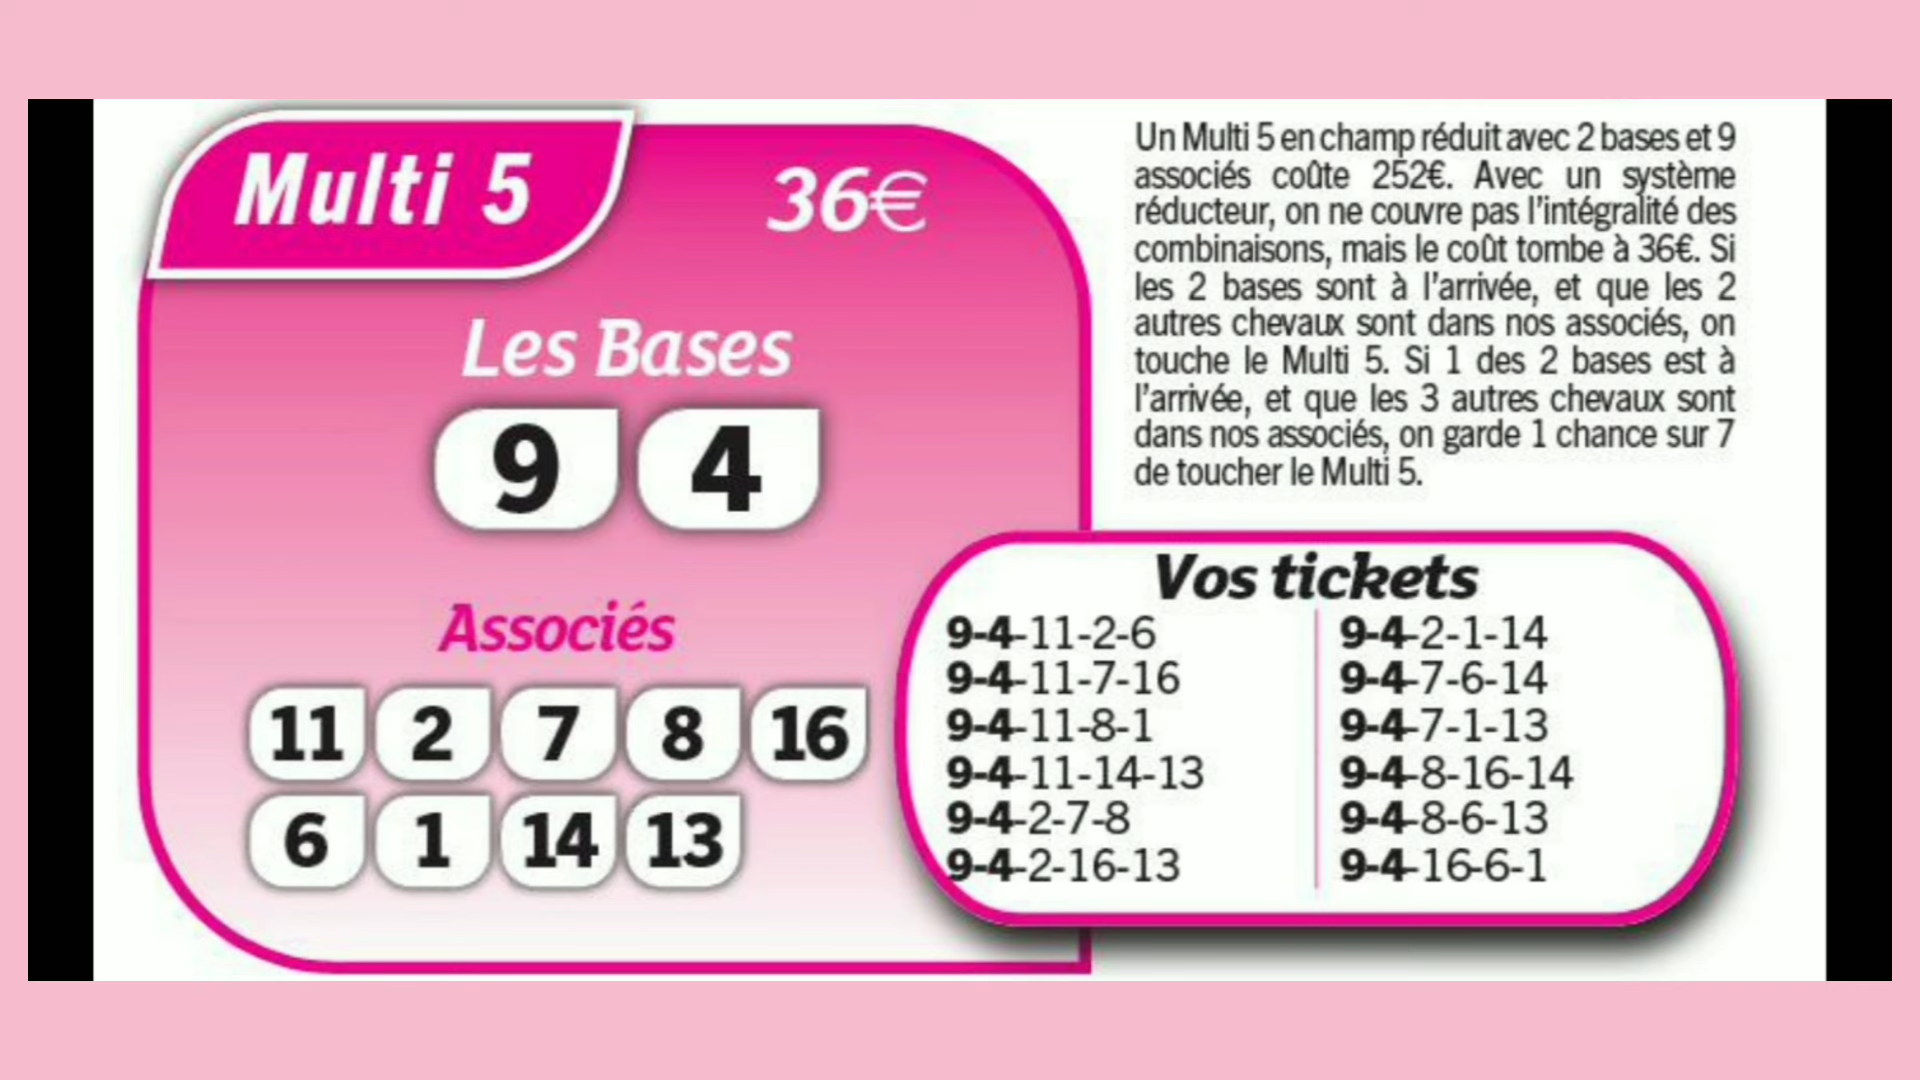 Multi 5
36€
Les Bases
9 4
Associés
11 2 7 8 16
6 1 14 13
Un Multi 5 en champ réduit avec 2 bases et 9
associés coûte 252€. Avec un système
réducteur, on ne couvre pas l'intégralité des
combinaisons, mais le coût tombe à 36€. Si
les 2 bases sont à l'arrivée, et que les 2
autres chevaux sont dans nos associés, on
touche le Multi 5. Si 1 des 2 bases est à
l'arrivée, et que les 3 autres chevaux sont
dans nos associés, on garde 1 chance sur 7
de toucher le Multi 5.
Vos tickets
9-4-11-2-6
9-4-11-7-16
9-4-11-8-1
9-4-11-14-13
9-4-2-7-8
9-4-2-16-13
9-4-2-1-14
9-4-7-6-14
9-4-7-1-13
9-4-8-16-14
9-4-8-6-13
9-4-16-6-1